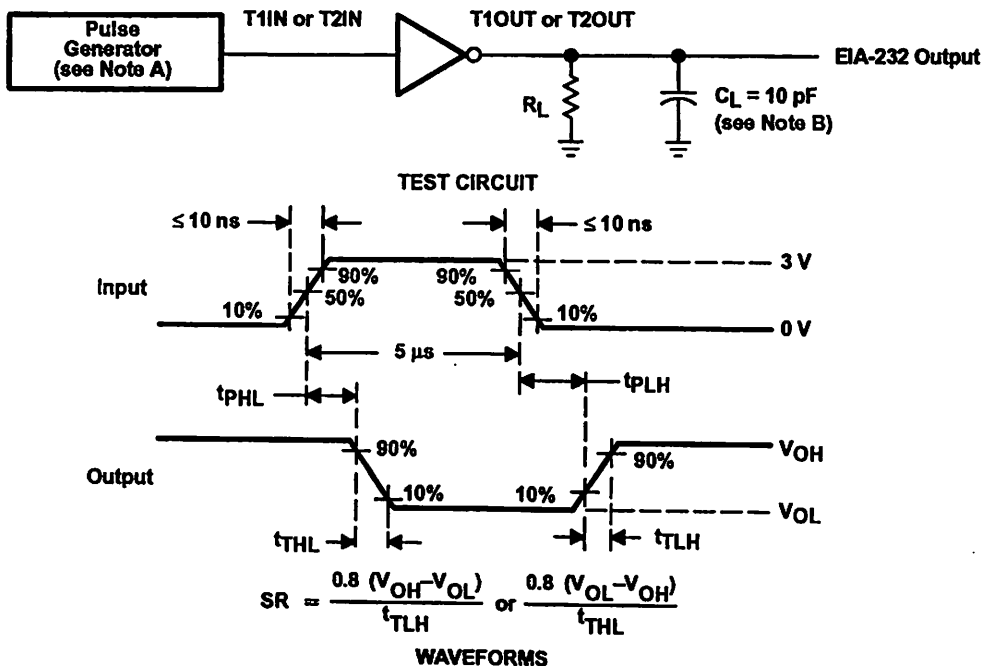 T1IN or T2IN
T1OUT or T2OUT
Pulse
Generator
(see Note A)
EIA-232 Output
RL
CL = 10 pF
(see Note B)
TEST CIRCUIT
≤ 10 ns
≤ 10 ns
90%
90%
3 V
Input
50%
50%
10%
10%
0 V
5 μs
tPHL
tPLH
90%
90%
VOH
Output
10%
10%
VOL
tTHL
tTLH
SR = 0.8 (VOH–VOL) / tTLH or 0.8 (VOL–VOH) / tTHL
WAVEFORMS